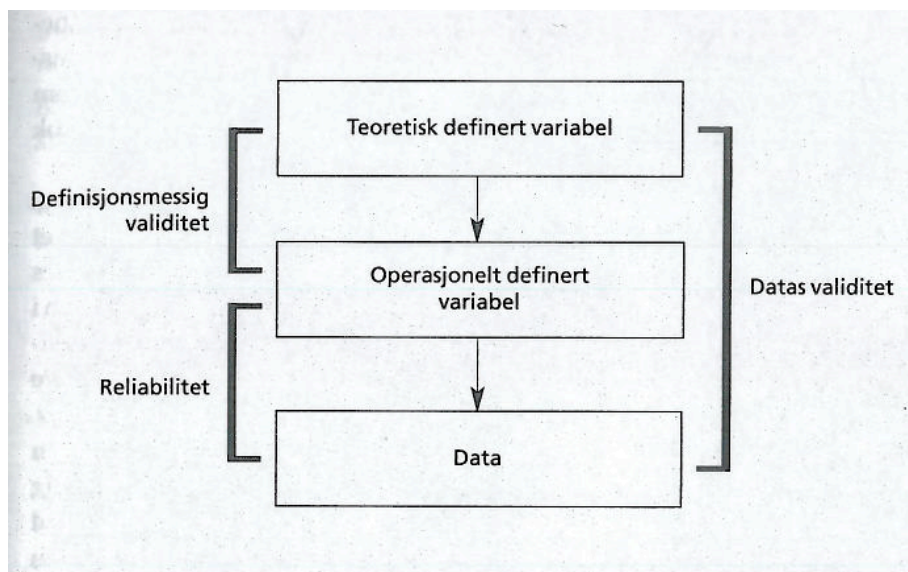 Teoretisk definert variabel
Definisjonsmessig
validitet
Operasjonelt definert
variabel
Datas validitet
Reliabilitet
Data